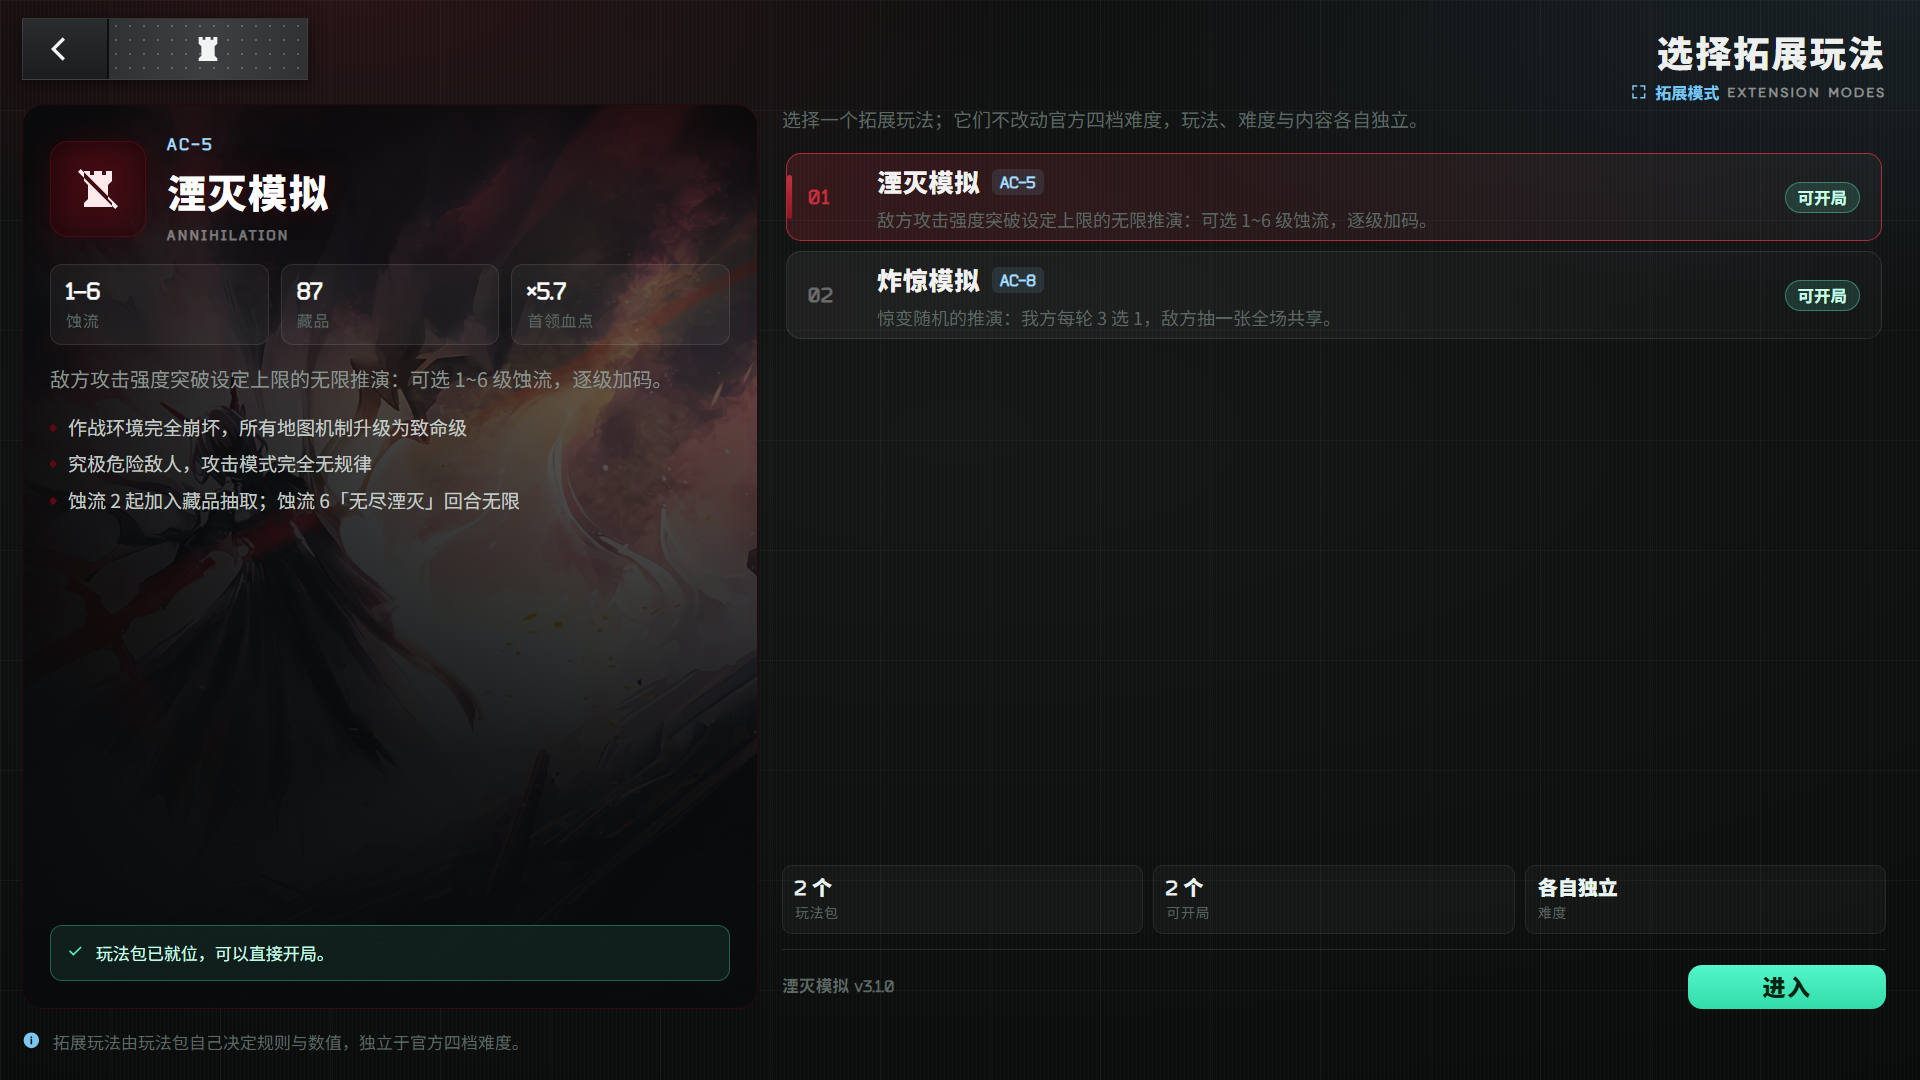 选择拓展玩法
拓展模式 EXTENSION MODES
AC-5
湮灭模拟
ANNIHILATION
1—6
蚀流
87
藏品
×5.7
首领血点
敌方攻击强度突破设定上限的无限推演：可选 1~6 级蚀流，逐级加码。
作战环境完全崩坏，所有地图机制升级为致命级
究极危险敌人，攻击模式完全无规律
蚀流 2 起加入藏品抽取；蚀流 6「无尽湮灭」回合无限
玩法包已就位，可以直接开局。
拓展玩法由玩法包自己决定规则与数值，独立于官方四档难度。
选择一个拓展玩法；它们不改动官方四档难度，玩法、难度与内容各自独立。
01
湮灭模拟 AC-5
敌方攻击强度突破设定上限的无限推演：可选 1~6 级蚀流，逐级加码。
可开局
02
炸惊模拟 AC-8
惊变随机的推演：我方每轮 3 选 1，敌方抽一张全场共享。
可开局
2 个
玩法包
2 个
可开局
各自独立
难度
湮灭模拟 v3.1.0
进入